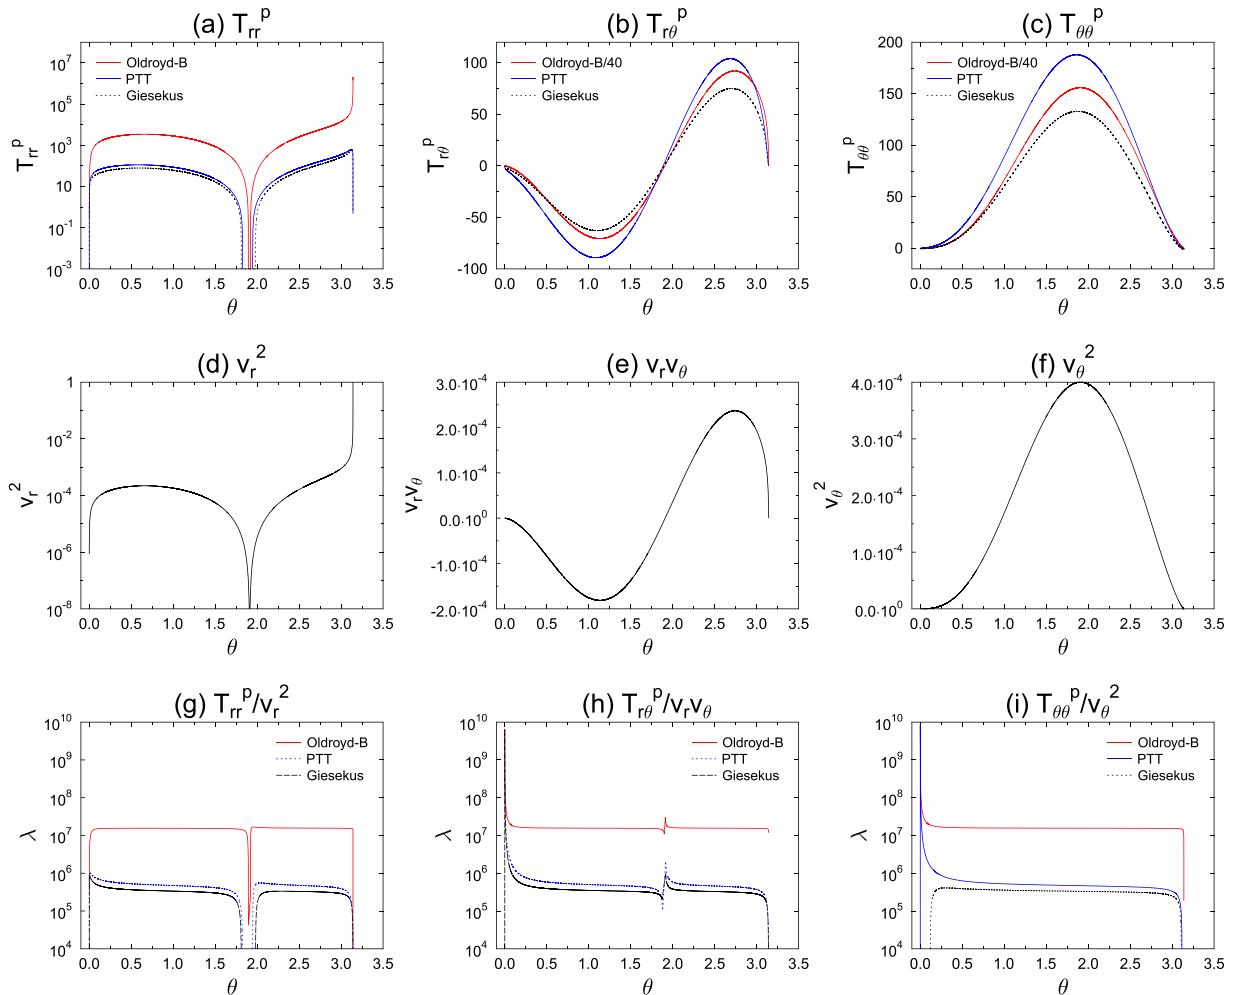 (a) T_rr^p
10^7
10^5
10^3
10
10^-1
10^-3
T_rr^p
Oldroyd-B
PTT
Giesekus
0.0 0.5 1.0 1.5 2.0 2.5 3.0 3.5
θ
(b) T_rθ^p
100
50
0
-50
-100
T_rθ^p
Oldroyd-B/40
PTT
Giesekus
0.0 0.5 1.0 1.5 2.0 2.5 3.0 3.5
θ
(c) T_θθ^p
200
150
100
50
0
T_θθ^p
Oldroyd-B/40
PTT
Giesekus
0.0 0.5 1.0 1.5 2.0 2.5 3.0 3.5
θ
(d) v_r^2
1
10^-2
10^-4
10^-6
10^-8
v_r^2
0.0 0.5 1.0 1.5 2.0 2.5 3.0 3.5
θ
(e) v_r v_θ
3.0·10^-4
2.0·10^-4
1.0·10^-4
0.0·10^0
-1.0·10^-4
-2.0·10^-4
v_r v_θ
0.0 0.5 1.0 1.5 2.0 2.5 3.0 3.5
θ
(f) v_θ^2
4.0·10^-4
2.0·10^-4
1.0·10^-4
0.0·10^0
v_θ^2
0.0 0.5 1.0 1.5 2.0 2.5 3.0 3.5
θ
(g) T_rr^p/v_r^2
10^10
10^9
10^8
10^7
10^6
10^5
10^4
λ
Oldroyd-B
PTT
Giesekus
0.0 0.5 1.0 1.5 2.0 2.5 3.0 3.5
θ
(h) T_rθ^p/v_r v_θ
10^10
10^9
10^8
10^7
10^6
10^5
10^4
λ
Oldroyd-B
PTT
Giesekus
0.0 0.5 1.0 1.5 2.0 2.5 3.0 3.5
θ
(i) T_θθ^p/v_θ^2
10^10
10^9
10^8
10^7
10^6
10^5
10^4
λ
Oldroyd-B
PTT
Giesekus
0.0 0.5 1.0 1.5 2.0 2.5 3.0 3.5
θ